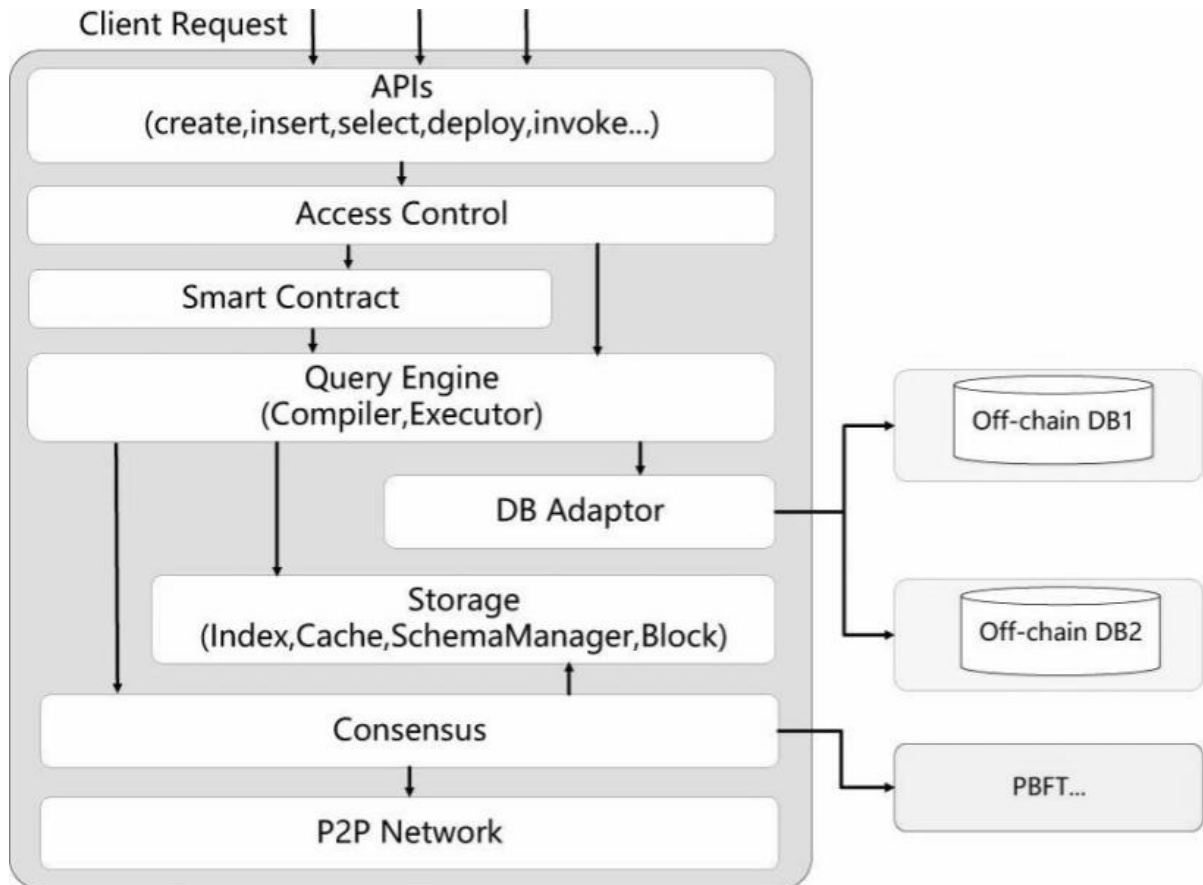 Client Request
APIs
(create,insert,select,deploy,invoke...)
Access Control
Smart Contract
Query Engine
(Compiler,Executor)
Off-chain DB1
DB Adaptor
Storage
(Index,Cache,SchemaManager,Block)
Off-chain DB2
Consensus
PBFT...
P2P Network